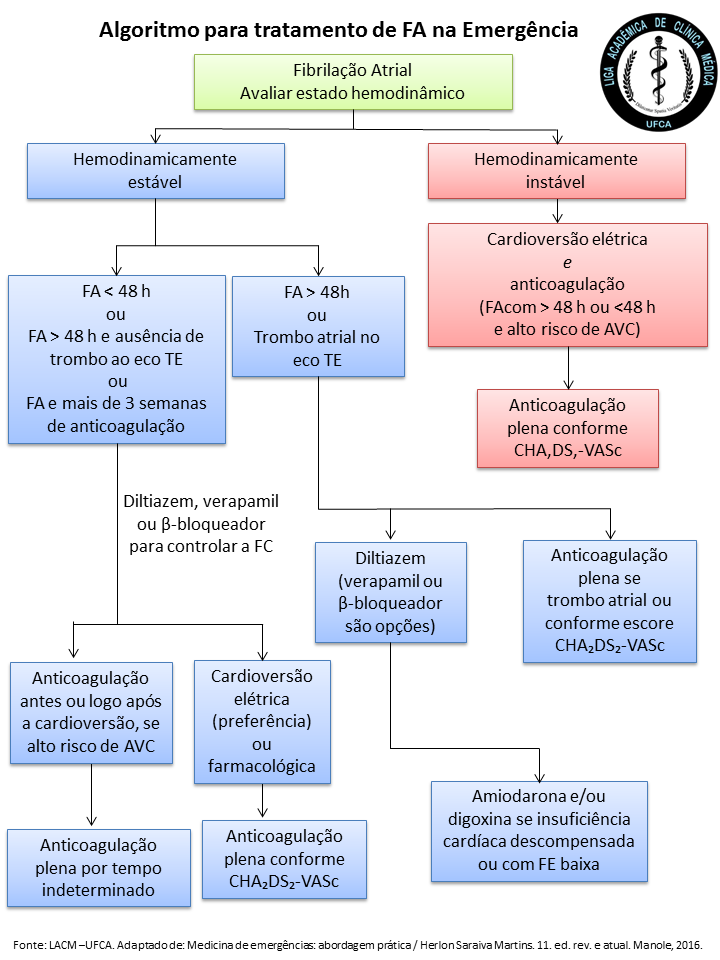 Algoritmo para tratamento de FA na Emergência
LIGA ACADÊMICA DE CLÍNICA MÉDICA
UFCA
Fibrilação Atrial
Avaliar estado hemodinâmico
Hemodinamicamente
estável
Hemodinamicamente
instável
Cardioversão elétrica
e
anticoagulação
(FAcom > 48 h ou <48 h
e alto risco de AVC)
Anticoagulação
plena conforme
CHA,DS,-VASc
FA < 48 h
ou
FA > 48 h e ausência de
trombo ao eco TE
ou
FA e mais de 3 semanas
de anticoagulação
FA > 48h
ou
Trombo atrial no
eco TE
Diltiazem, verapamil
ou β-bloqueador
para controlar a FC
Diltiazem
(verapamil ou
β-bloqueador
são opções)
Anticoagulação
plena se
trombo atrial ou
conforme escore
CHA₂DS₂-VASc
Anticoagulação
antes ou logo após
a cardioversão, se
alto risco de AVC
Cardioversão
elétrica
(preferência)
ou
farmacológica
Amiodarona e/ou
digoxina se insuficiência
cardíaca descompensada
ou com FE baixa
Anticoagulação
plena por tempo
indeterminado
Anticoagulação
plena conforme
CHA₂DS₂-VASc
Fonte: LACM –UFCA. Adaptado de: Medicina de emergências: abordagem prática / Herlon Saraiva Martins. 11. ed. rev. e atual. Manole, 2016.